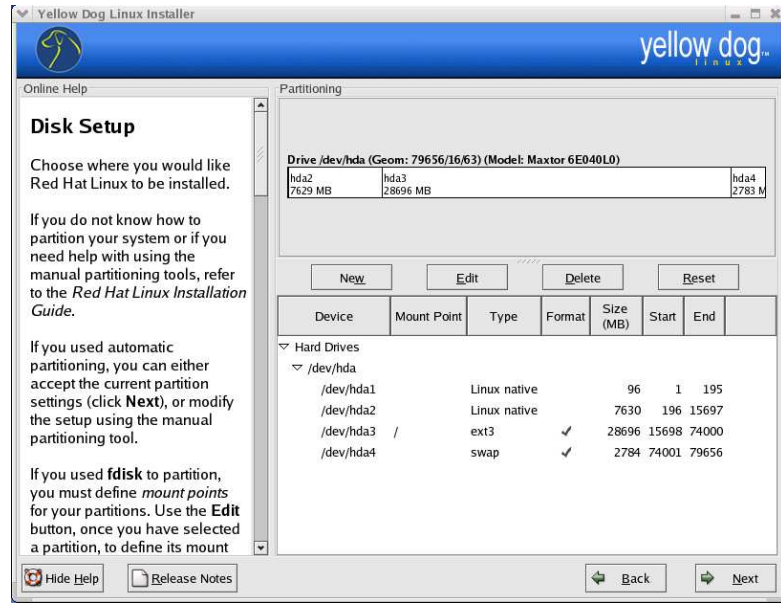 Yellow Dog Linux Installer
yellow dog™
linux
Online Help
Disk Setup
Choose where you would like
Red Hat Linux to be installed.
If you do not know how to
partition your system or if you
need help with using the
manual partitioning tools, refer
to the Red Hat Linux Installation
Guide.
If you used automatic
partitioning, you can either
accept the current partition
settings (click Next), or modify
the setup using the manual
partitioning tool.
If you used fdisk to partition,
you must define mount points
for your partitions. Use the Edit
button, once you have selected
a partition, to define its mount
Partitioning
Drive /dev/hda (Geom: 79656/16/63) (Model: Maxtor 6E040L0)
hda2 hda3 hda4
7629 MB 28696 MB 2783 M
New Edit Delete Reset
Device Mount Point Type Format Size (MB) Start End
Hard Drives
/dev/hda
/dev/hda1 Linux native 96 1 195
/dev/hda2 Linux native 7630 196 15697
/dev/hda3 / ext3 ✓ 28696 15698 74000
/dev/hda4 swap ✓ 2784 74001 79656
Hide Help Release Notes Back Next